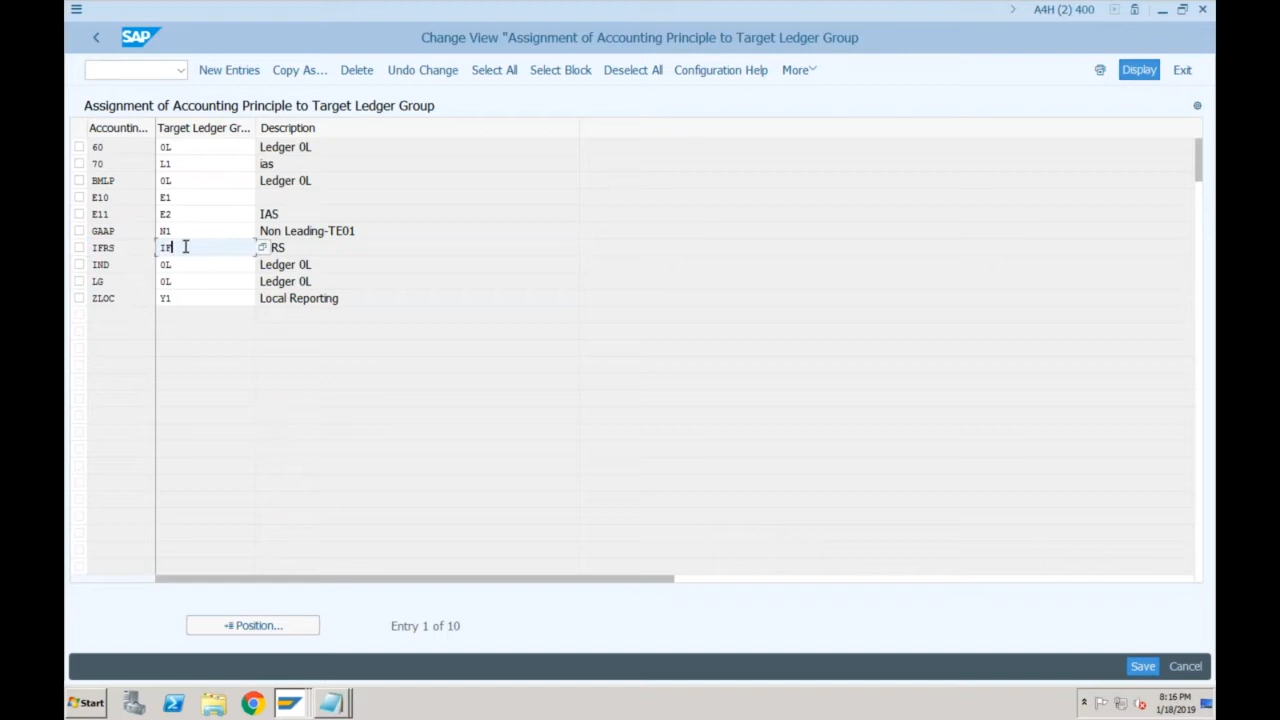 A4H (2) 400
SAP
Change View "Assignment of Accounting Principle to Target Ledger Group
New Entries Copy As... Delete Undo Change Select All Select Block Deselect All Configuration Help More Display Exit
Assignment of Accounting Principle to Target Ledger Group
Accountin... Target Ledger Gr... Description
60 0L Ledger 0L
70 L1 ias
BMLP 0L Ledger 0L
E10 E1
E11 E2 IAS
GAAP N1 Non Leading-TE01
IFRS IF RS
IND 0L Ledger 0L
LG 0L Ledger 0L
ZLOC Y1 Local Reporting
Position... Entry 1 of 10
Save Cancel
Start
8:16 PM
1/18/2019